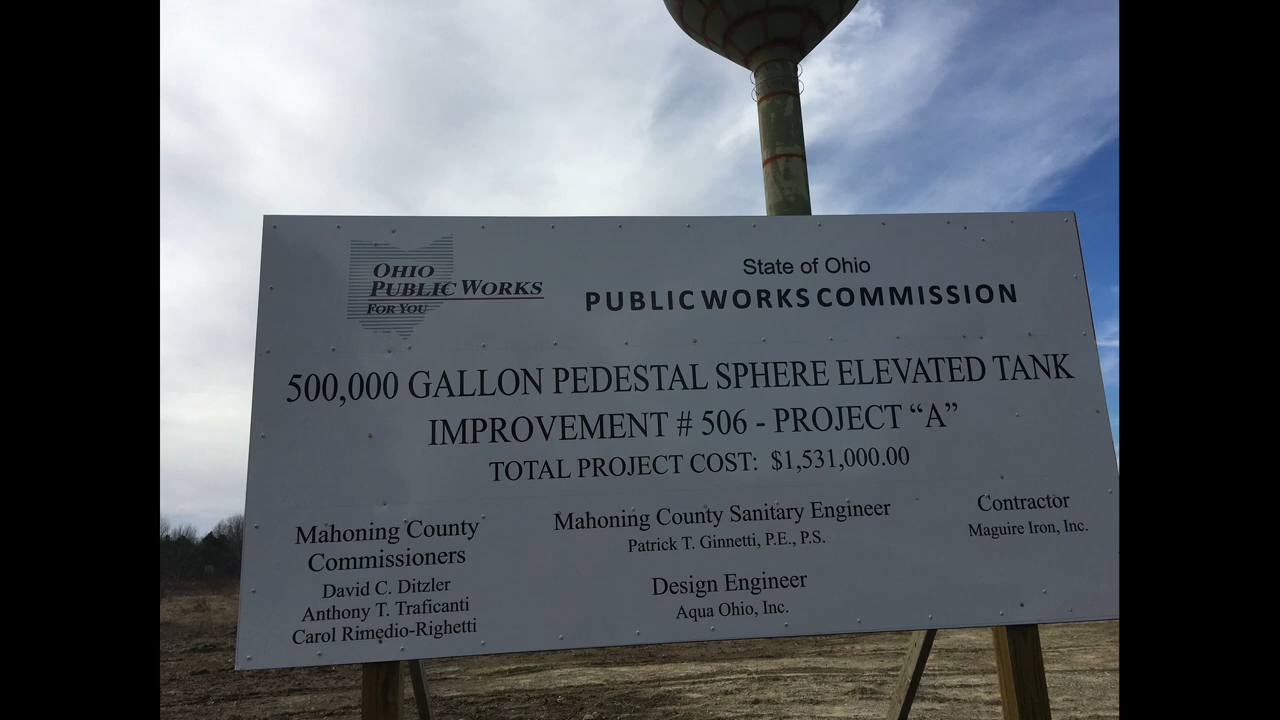 OHIO
PUBLIC WORKS
FOR YOU
State of Ohio
PUBLIC WORKS COMMISSION
500,000 GALLON PEDESTAL SPHERE ELEVATED TANK
IMPROVEMENT # 506 - PROJECT “A”
TOTAL PROJECT COST: $1,531,000.00
Mahoning County
Commissioners
David C. Ditzler
Anthony T. Traficanti
Carol Rimedio-Righetti
Mahoning County Sanitary Engineer
Patrick T. Ginnetti, P.E., P.S.
Design Engineer
Aqua Ohio, Inc.
Contractor
Maguire Iron, Inc.